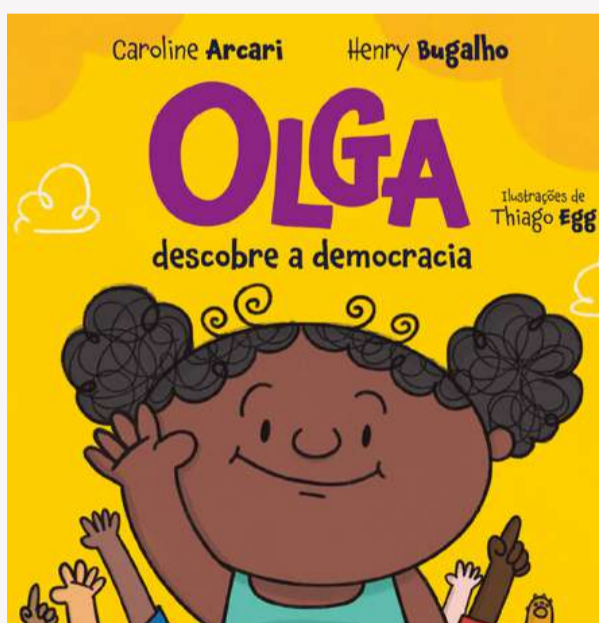 Caroline Arcari
Henry Bugalho
OLGA
descobre a democracia
Ilustrações de
Thiago Egg